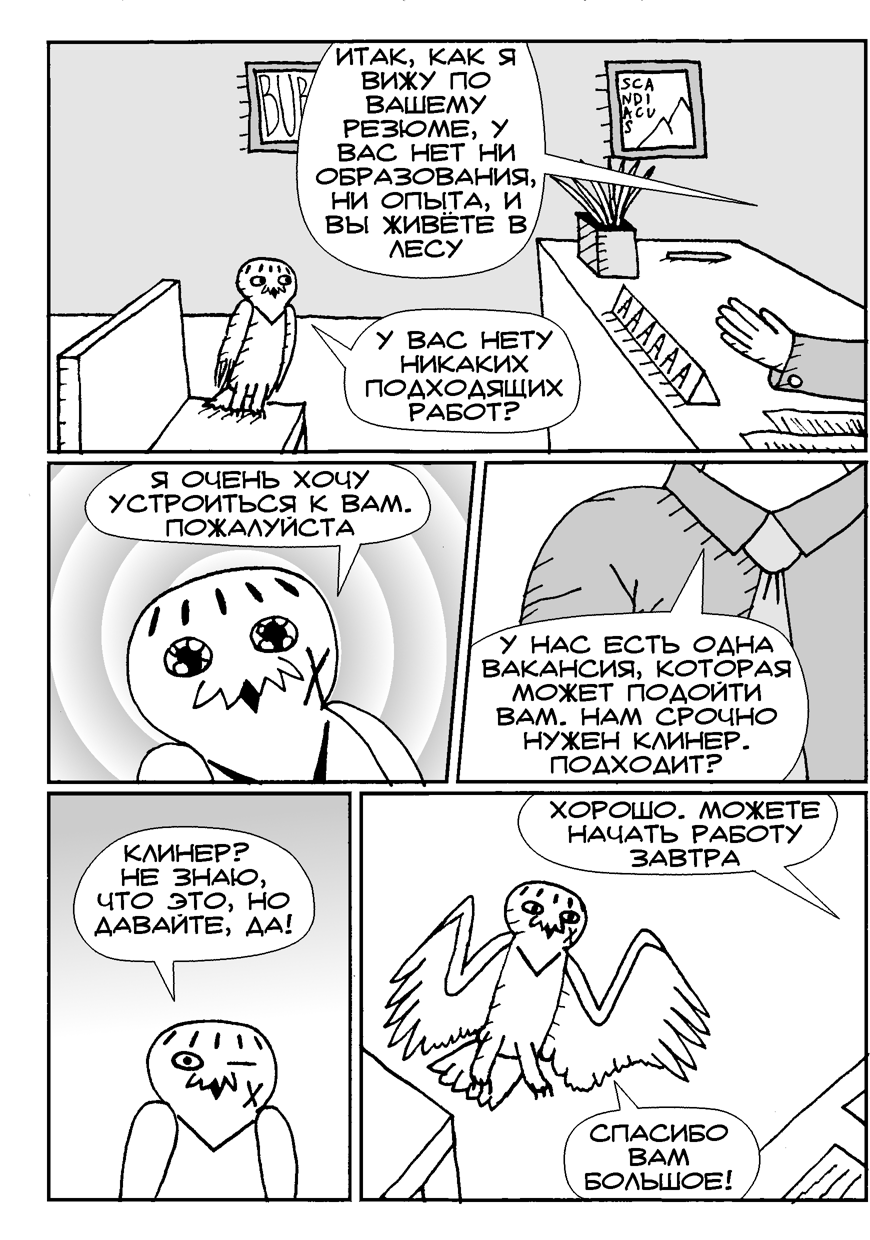 BUB
SCA
NDI
ACU
S
ИТАК, КАК Я
ВИЖУ ПО
ВАШЕМУ
РЕЗЮМЕ, У
ВАС НЕТ НИ
ОБРАЗОВАНИЯ,
НИ ОПЫТА, И
ВЫ ЖИВЁТЕ В
ЛЕСУ
У ВАС НЕТУ
НИКАКИХ
ПОДХОДЯЩИХ
РАБОТ?
АААААА
Я ОЧЕНЬ ХОЧУ
УСТРОИТЬСЯ К ВАМ.
ПОЖАЛУЙСТА
У НАС ЕСТЬ ОДНА
ВАКАНСИЯ, КОТОРАЯ
МОЖЕТ ПОДОЙТИ
ВАМ. НАМ СРОЧНО
НУЖЕН КЛИНЕР.
ПОДХОДИТ?
КЛИНЕР?
НЕ ЗНАЮ,
ЧТО ЭТО, НО
ДАВАЙТЕ, ДА!
ХОРОШО. МОЖЕТЕ
НАЧАТЬ РАБОТУ
ЗАВТРА
СПАСИБО
ВАМ
БОЛЬШОЕ!